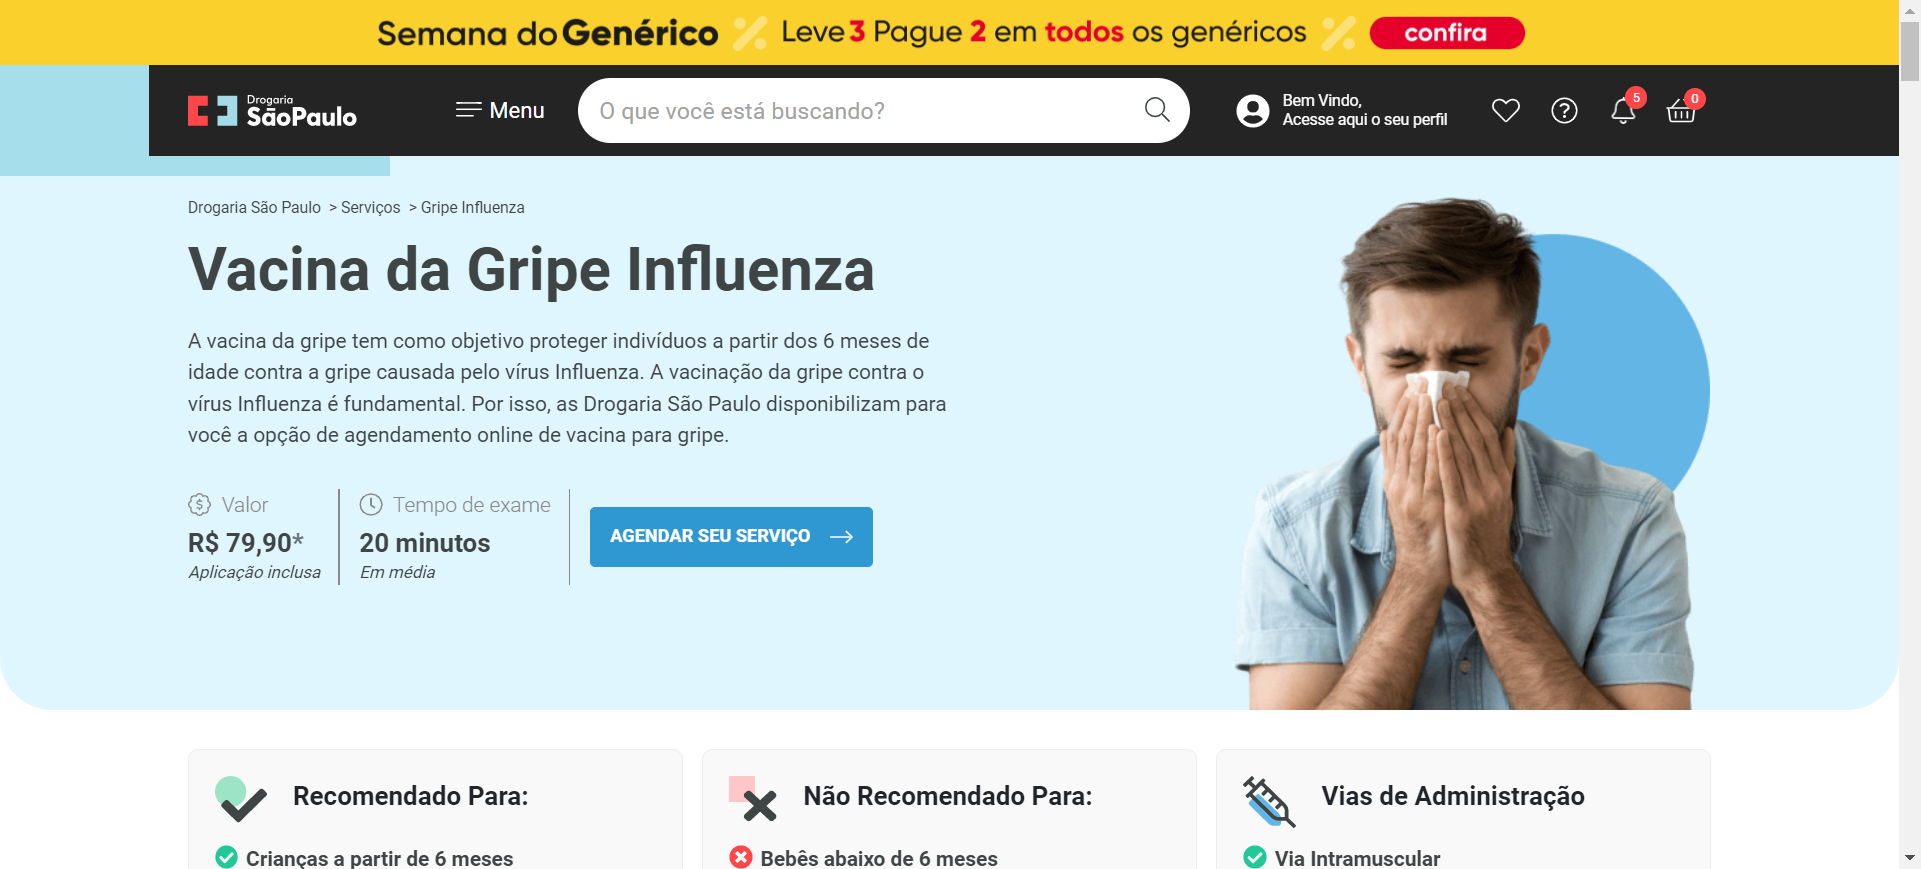 Semana do Genérico % Leve 3 Pague 2 em todos os genéricos % confira
Drogaria
SãoPaulo
Menu
O que você está buscando?
Bem Vindo,
Acesse aqui o seu perfil
5
0
Drogaria São Paulo > Serviços > Gripe Influenza
Vacina da Gripe Influenza
A vacina da gripe tem como objetivo proteger indivíduos a partir dos 6 meses de
idade contra a gripe causada pelo vírus Influenza. A vacinação da gripe contra o
vírus Influenza é fundamental. Por isso, as Drogaria São Paulo disponibilizam para
você a opção de agendamento online de vacina para gripe.
Valor
R$ 79,90*
Aplicação inclusa
Tempo de exame
20 minutos
Em média
AGENDAR SEU SERVIÇO
Recomendado Para:
Crianças a partir de 6 meses
Não Recomendado Para:
Bebês abaixo de 6 meses
Vias de Administração
Via Intramuscular